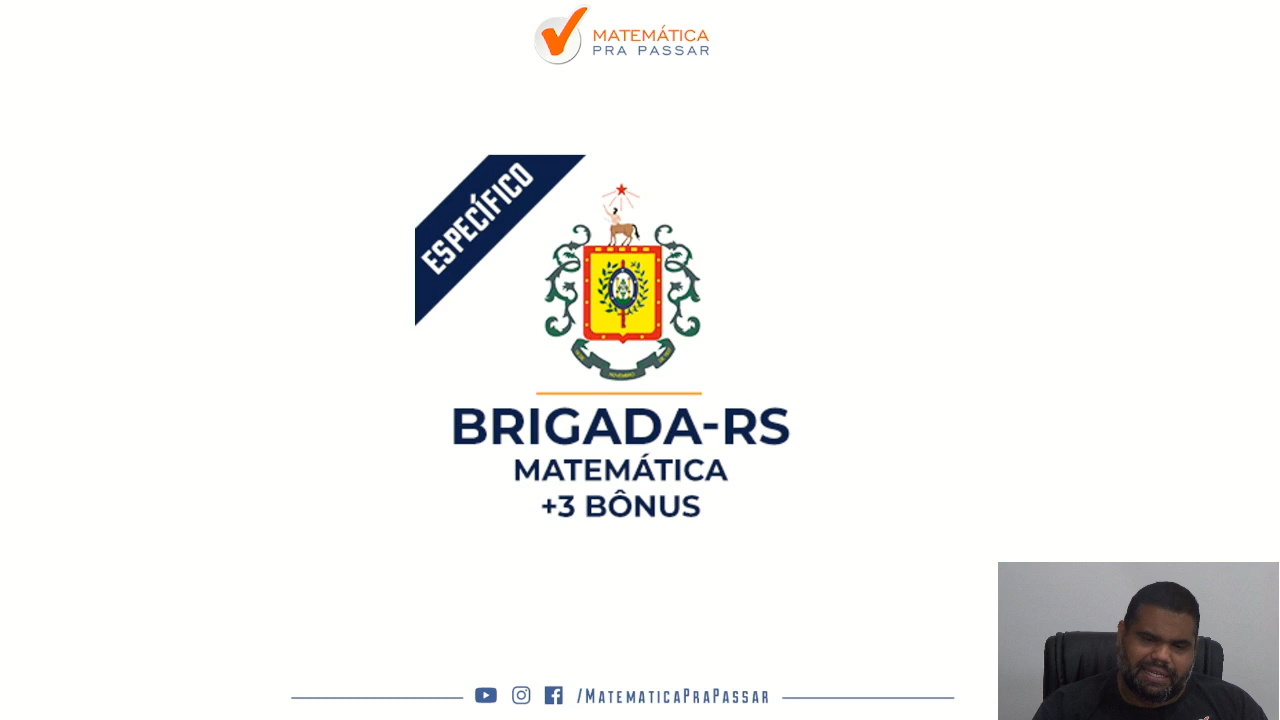 MATEMÁTICA
PRA PASSAR
ESPECÍFICO
BRIGADA-RS
MATEMÁTICA
+3 BÔNUS
/MATEMATICAPRAPASSAR